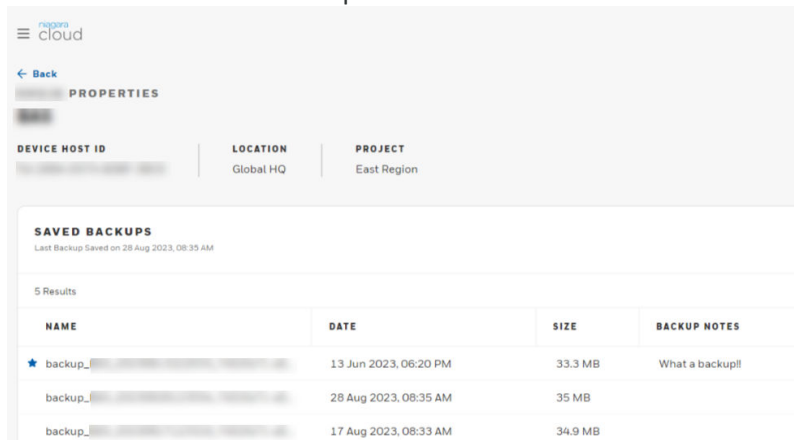 niagara
cloud
← Back
PROPERTIES
DEVICE HOST ID LOCATION PROJECT
Global HQ East Region
SAVED BACKUPS
Last Backup Saved on 28 Aug 2023, 08:35 AM
5 Results
NAME DATE SIZE BACKUP NOTES
backup_ 13 Jun 2023, 06:20 PM 33.3 MB What a backup!!
backup_ 28 Aug 2023, 08:35 AM 35 MB
backup_ 17 Aug 2023, 08:33 AM 34.9 MB